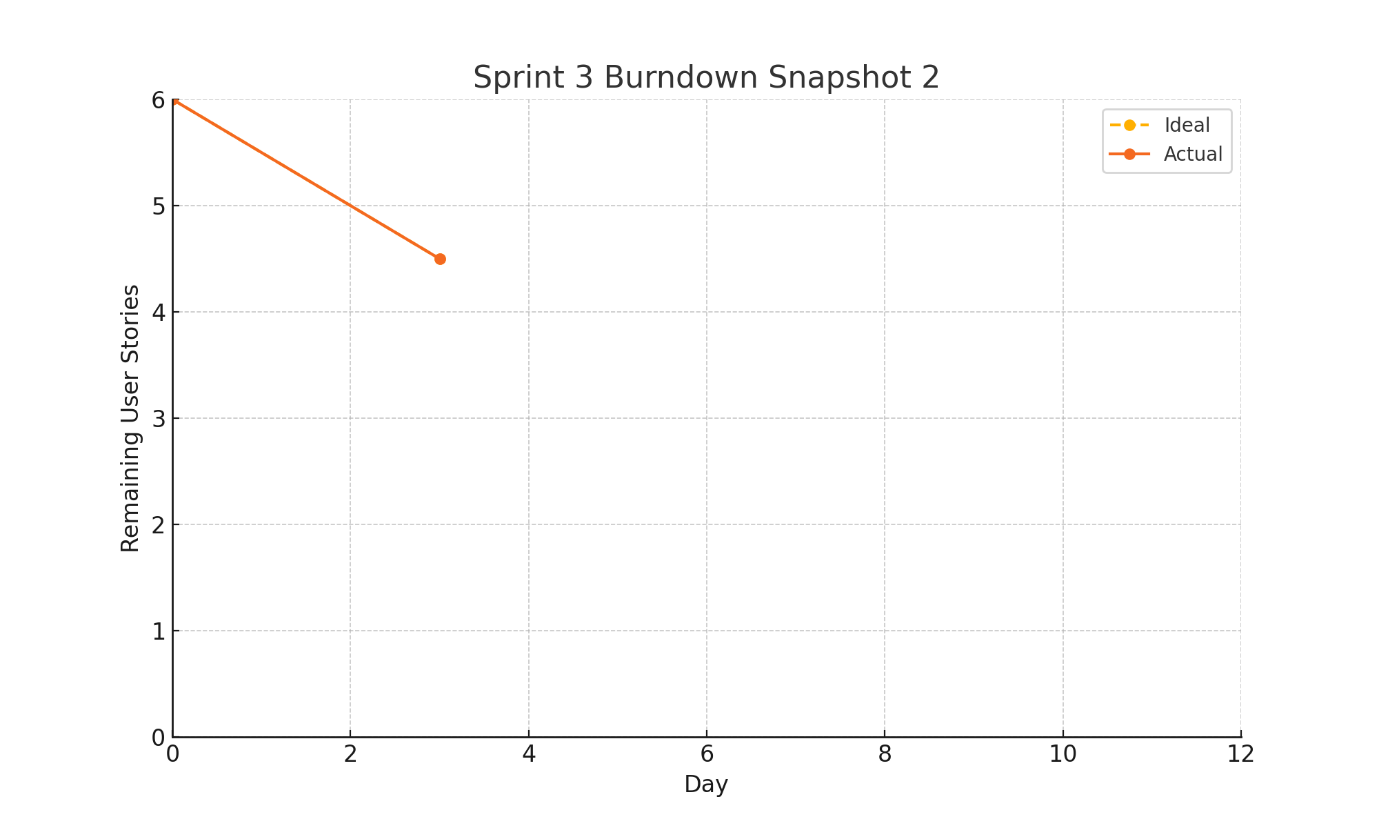 Sprint 3 Burndown Snapshot 2
Ideal
Actual
Remaining User Stories
6
5
4
3
2
1
0
0 2 4 6 8 10 12
Day